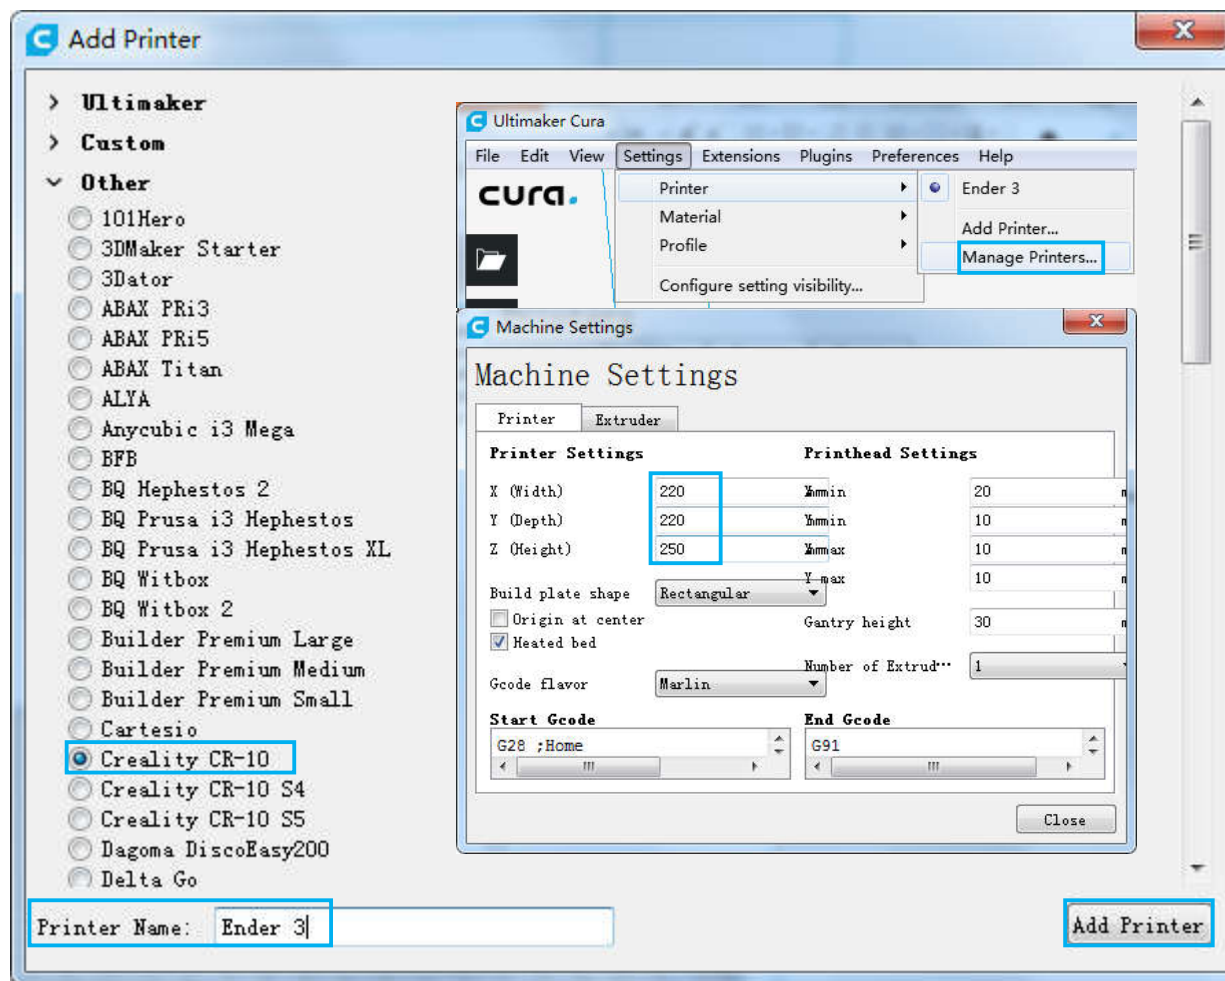 Add Printer
Ultimaker
Custom
Other
101Hero
3DMaker Starter
3Dator
ABAX PRi3
ABAX PRi5
ABAX Titan
ALYA
Anycubic i3 Mega
BFB
BQ Hephestos 2
BQ Prusa i3 Hephestos
BQ Prusa i3 Hephestos XL
BQ Witbox
BQ Witbox 2
Builder Premium Large
Builder Premium Medium
Builder Premium Small
Cartesio
Creality CR-10
Creality CR-10 S4
Creality CR-10 S5
Dagoma DiscoEasy200
Delta Go
Printer Name: Ender 3
Add Printer
Ultimaker Cura
File Edit View Settings Extensions Plugins Preferences Help
cura.
Printer
Material
Profile
Configure setting visibility...
Ender 3
Add Printer...
Manage Printers...
Machine Settings
Machine Settings
Printer Extruder
Printer Settings
X (Width) 220
Y (Depth) 220
Z (Height) 250
Build plate shape Rectangular
Origin at center
Heated bed
Gcode flavor Marlin
Start Gcode
G28 ;Home
Printhead Settings
20
10
10
Y max 10
Gantry height 30
Number of Extrud… 1
End Gcode
G91
Close